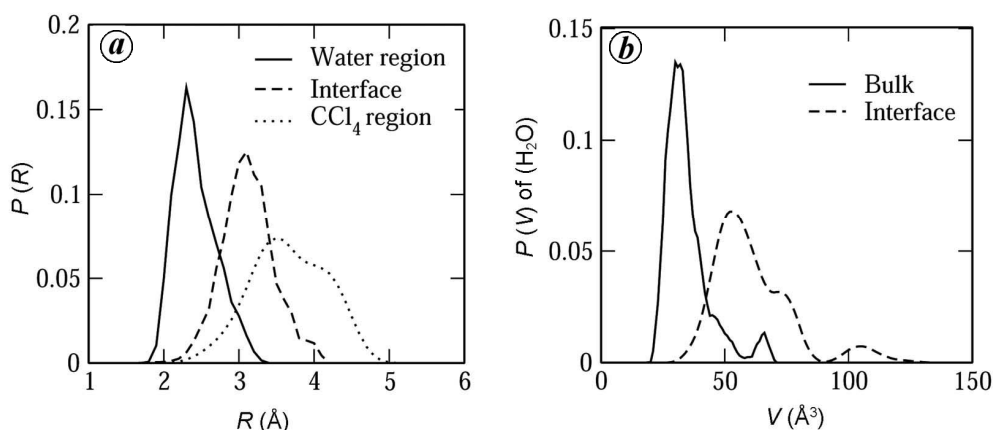 a
Water region
Interface
CCl4 region
P (R)
0.2
0.15
0.1
0.05
0
1 2 3 4 5 6
R (Å)
b
Bulk
Interface
P (V) of (H2O)
0.15
0.1
0.05
0
0 50 100 150
V (Å³)